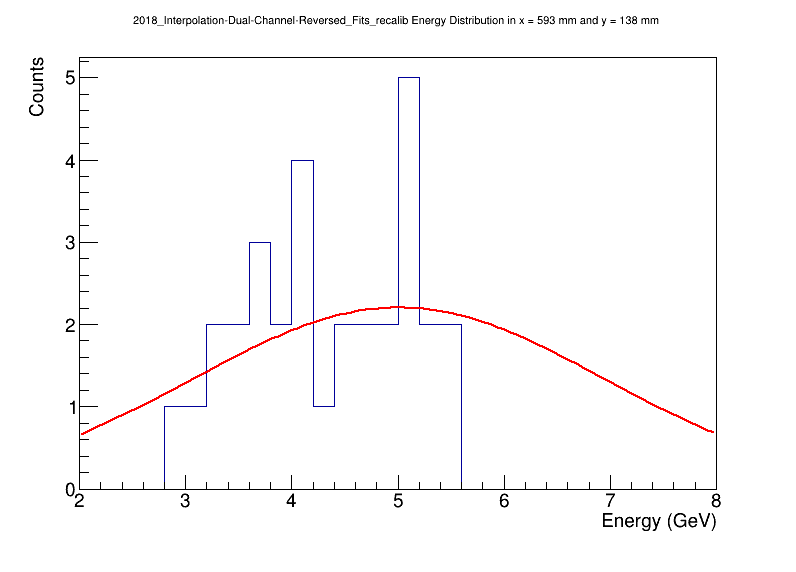 2018_Interpolation-Dual-Channel-Reversed_Fits_recalib Energy Distribution in x = 593 mm and y = 138 mm
Counts
5
4
3
2
1
0
2 3 4 5 6 7 8
Energy (GeV)